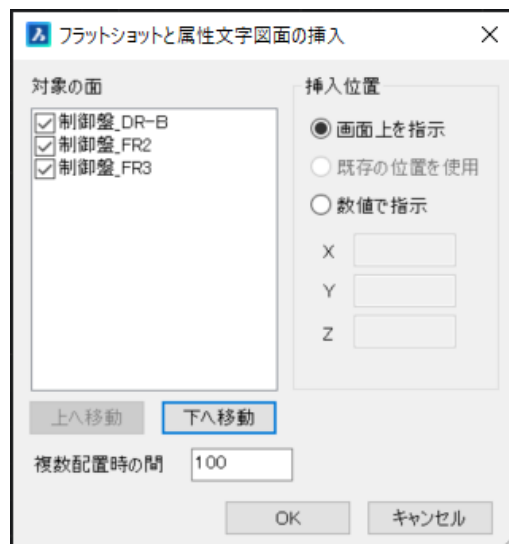 フラットショットと属性文字図面の挿入
対象の面
制御盤_DR-B
制御盤_FR2
制御盤_FR3
上へ移動
下へ移動
複数配置時の間
100
挿入位置
画面上を指示
既存の位置を使用
数値で指示
X
Y
Z
OK
キャンセル